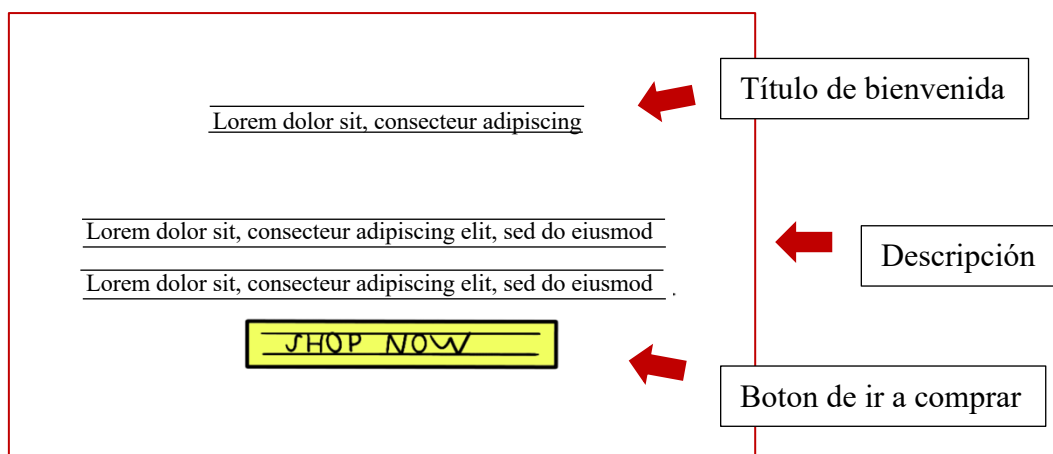 Título de bienvenida
Lorem dolor sit, consecteur adipiscing
Lorem dolor sit, consecteur adipiscing elit, sed do eiusmod
Descripción
Lorem dolor sit, consecteur adipiscing elit, sed do eiusmod .
SHOP NOW
Boton de ir a comprar